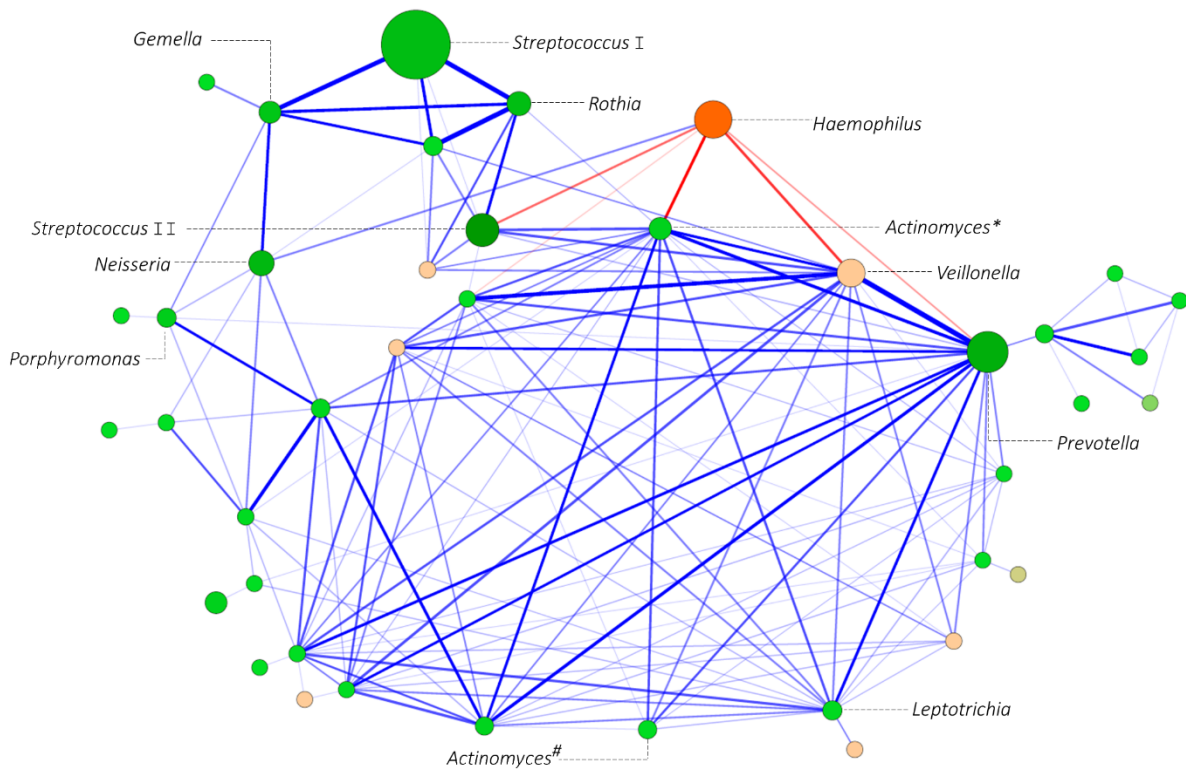 Gemella
Streptococcus I
Rothia
Haemophilus
Streptococcus II
Actinomyces*
Neisseria
Veillonella
Porphyromonas
Prevotella
Leptotrichia
Actinomyces#